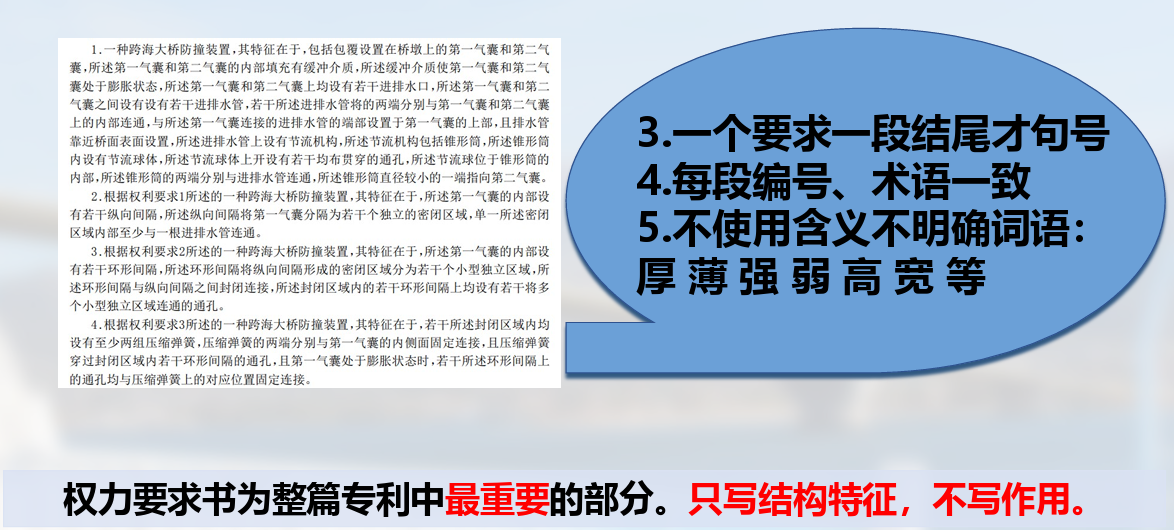 1.一种跨海大桥防撞装置,其特征在于,包括包覆设置在桥墩上的第一气囊和第二气
囊,所述第一气囊和第二气囊的内部填充有缓冲介质,所述缓冲介质使第一气囊和第二气
囊处于膨胀状态,所述第一气囊和第二气囊上均设有若干进排水口,所述第一气囊和第二
气囊之间设有设有若干进排水管,若干所述进排水管将的两端分别与第一气囊和第二气囊
上的内部连通,与所述第一气囊连接的进排水管的端部设置于第一气囊的上部,且排水管
靠近桥面表面设置,所述进排水管上设有节流机构,所述节流机构包括锥形筒,所述锥形筒
内设有节流球体,所述节流球体上开设有若干均布贯穿的通孔,所述节流球位于锥形筒的
内部,所述锥形筒的两端分别与进排水管连通,所述锥形筒直径较小的一端指向第二气囊。
2.根据权利要求1所述的一种跨海大桥防撞装置,其特征在于,所述第一气囊的内部设
有若干纵向间隔,所述纵向间隔将第一气囊分隔为若干个独立的密闭区域,单一所述密闭
区域内部至少与一根进排水管连通。
3.根据权利要求2所述的一种跨海大桥防撞装置,其特征在于,所述第一气囊的内部设
有若干环形间隔,所述环形间隔将纵向间隔形成的密闭区域分为若干个小型独立区域,所
述环形间隔与纵向间隔之间封闭连接,所述封闭区域内的若干环形间隔上均设有若干将多
个小型独立区域连通的通孔。
4.根据权利要求3所述的一种跨海大桥防撞装置,其特征在于,若干所述封闭区域内均
设有至少两组压缩弹簧,压缩弹簧的两端分别与第一气囊的内侧面固定连接,且压缩弹簧
穿过封闭区域内若干环形间隔的通孔,且第一气囊处于膨胀状态时,若干所述环形间隔上
的通孔均与压缩弹簧上的对应位置固定连接。
3.一个要求一段结尾才句号
4.每段编号、术语一致
5.不使用含义不明确词语：
厚 薄 强 弱 高 宽 等
权力要求书为整篇专利中最重要的部分。只写结构特征，不写作用。